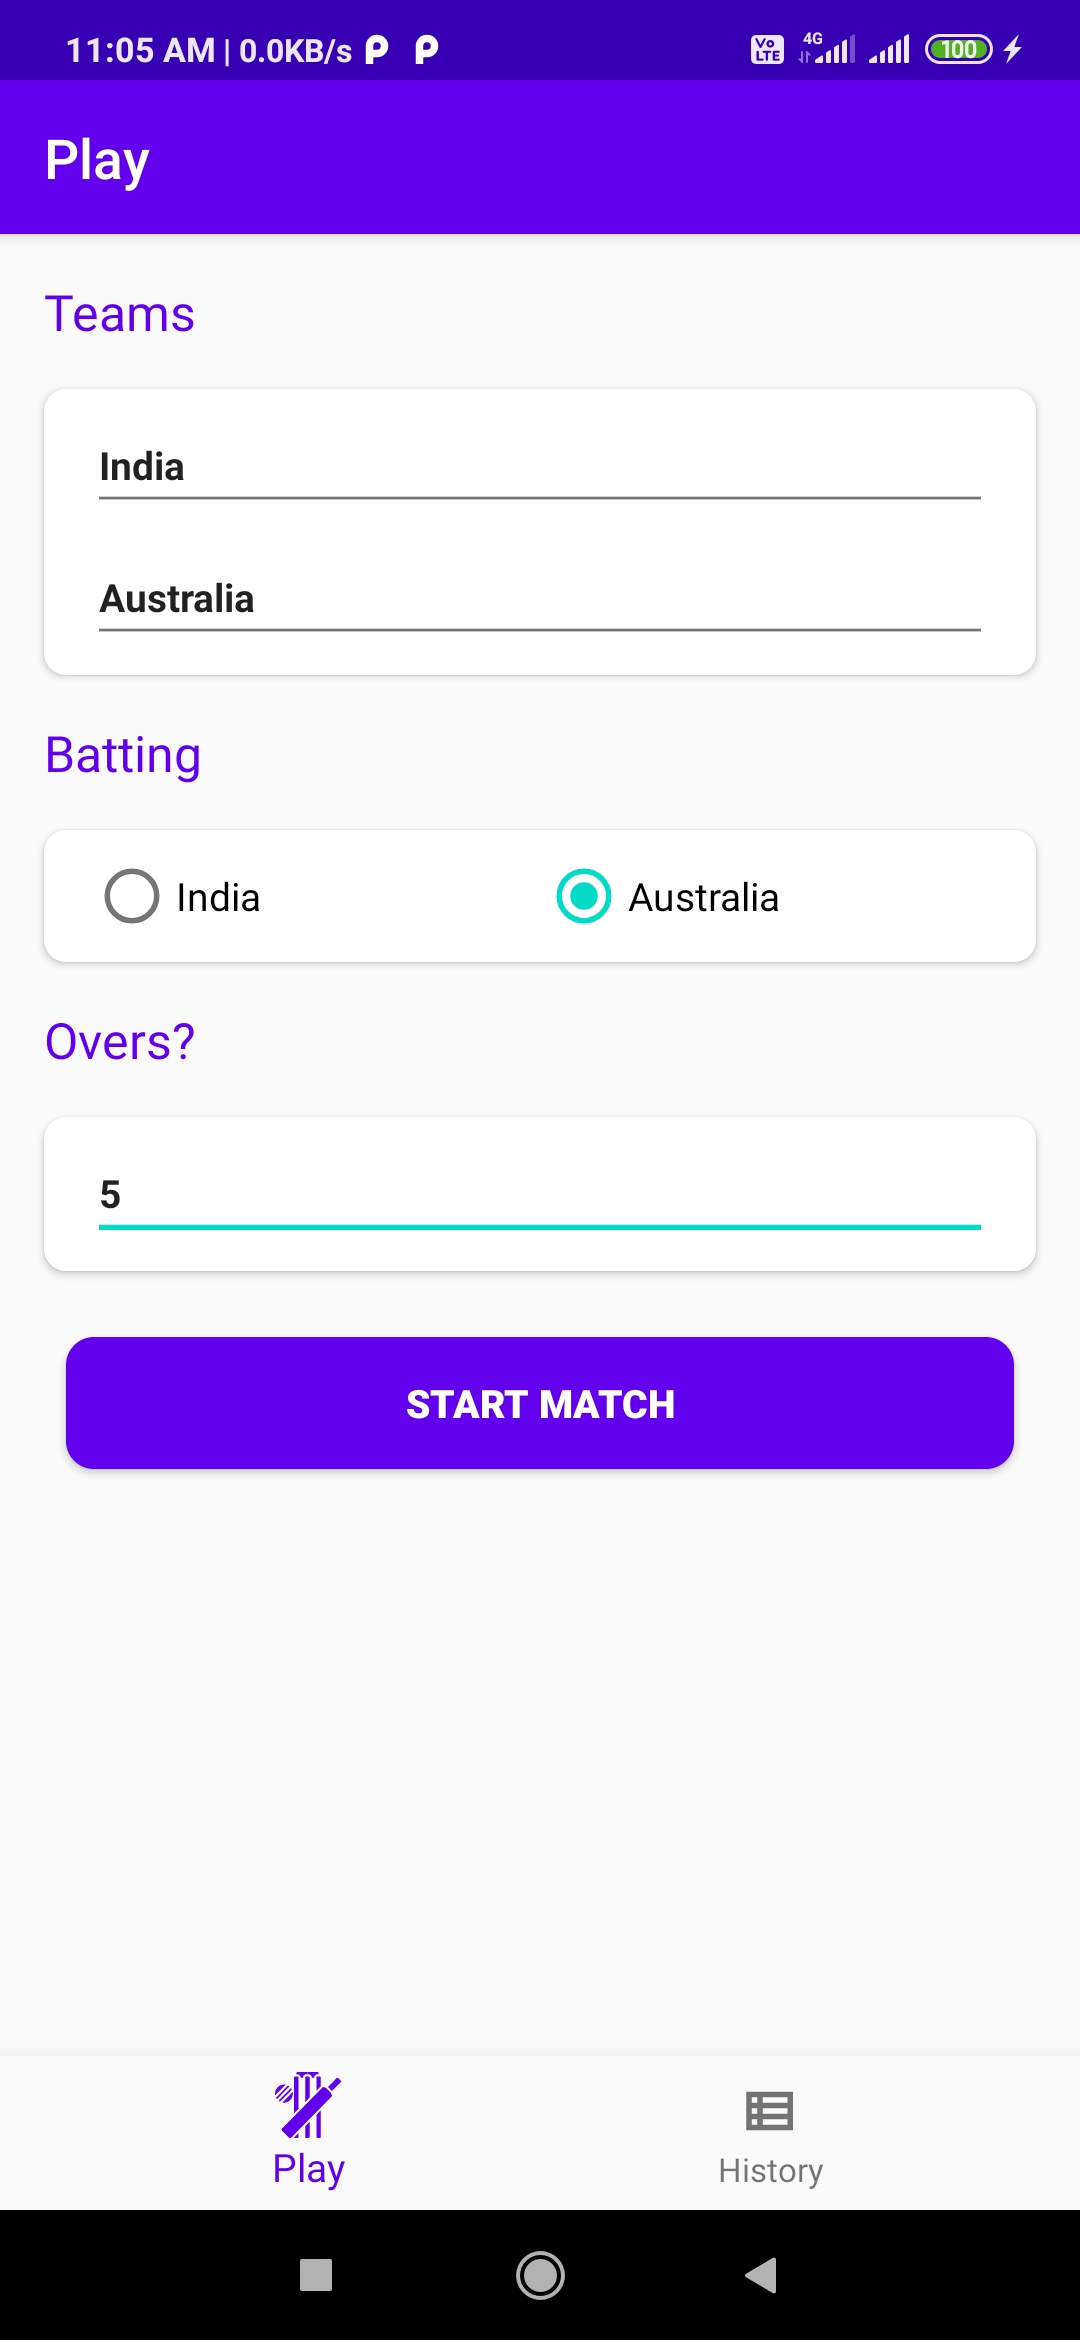 11:05 AM | 0.0KB/s
Vo LTE 4G 100
Play
Teams
India
Australia
Batting
India Australia
Overs?
5
START MATCH
Play History